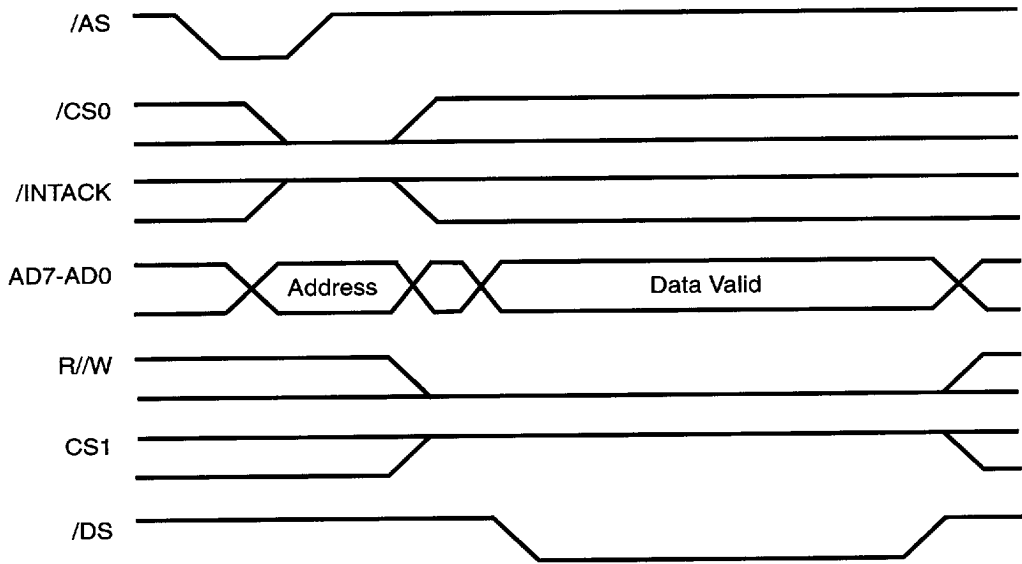 /AS
/CS0
/INTACK
AD7-AD0
Address
Data Valid
R//W
CS1
/DS